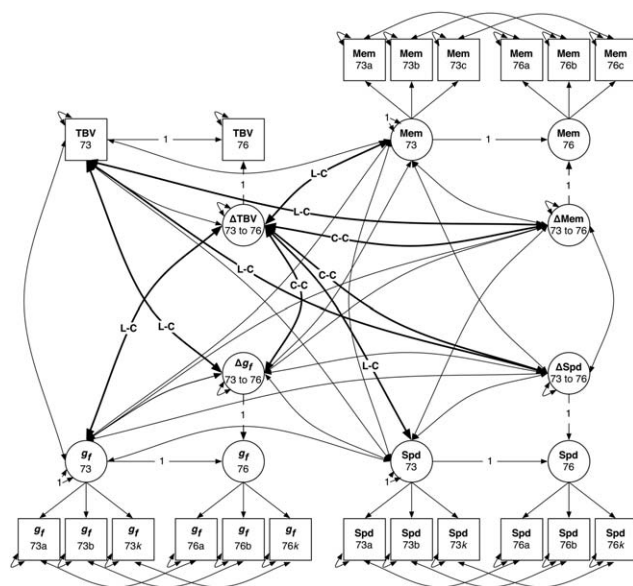 Mem Mem Mem Mem Mem Mem
73a 73b 73c 76a 76b 76c
TBV 1 TBV 1 Mem 1 Mem
73 76 73 76
1 1
L-C
L-C
ΔTBV ΔMem
73 to 76 73 to 76
C-C
L-C C-C
C-C
L-C L-C
L-C
Δgf ΔSpd
73 to 76 73 to 76
1 1
gf 1 gf Spd 1 Spd
73 76 73 76
1 1
gf gf gf gf gf gf Spd Spd Spd Spd Spd Spd
73a 73b 73k 76a 76b 76k 73a 73b 73k 76a 76b 76k